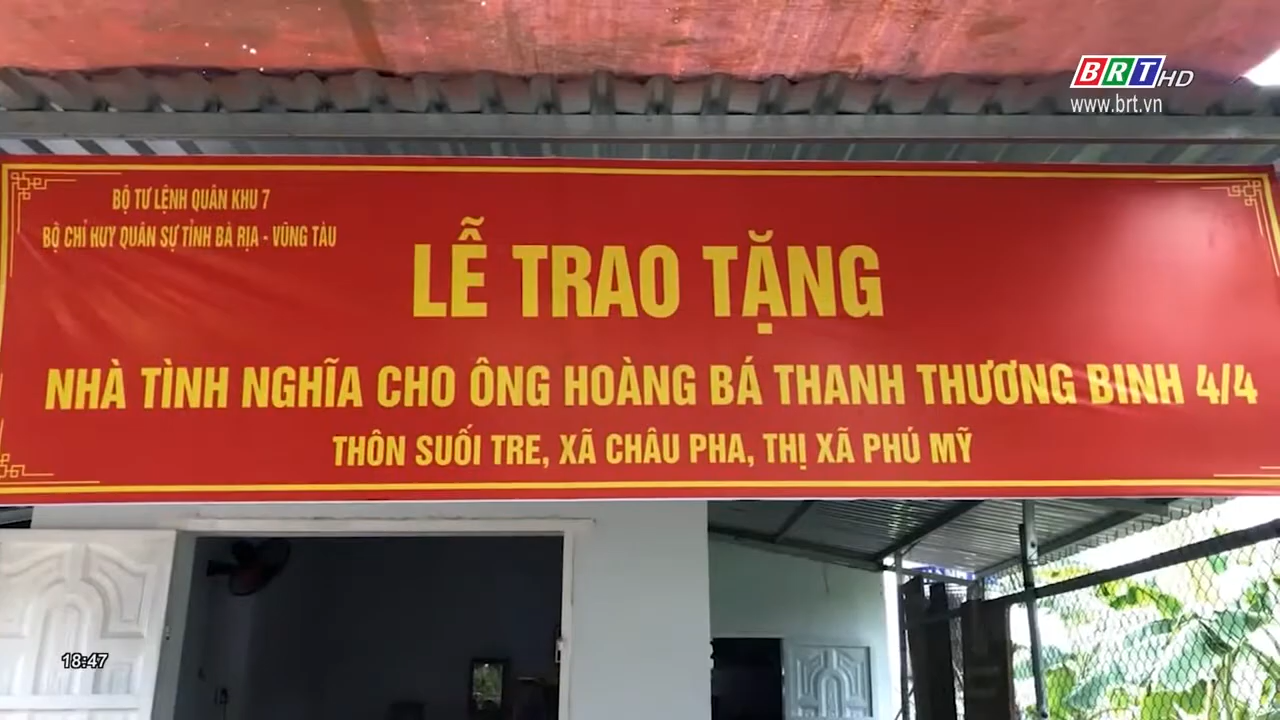 BRT HD
www.brt.vn
BỘ TƯ LỆNH QUÂN KHU 7
BỘ CHỈ HUY QUÂN SỰ TỈNH BÀ RỊA - VŨNG TÀU
LỄ TRAO TẶNG
NHÀ TÌNH NGHĨA CHO ÔNG HOÀNG BÁ THANH THƯƠNG BINH 4/4
THÔN SUỐI TRE, XÃ CHÂU PHA, THỊ XÃ PHÚ MỸ
18:47